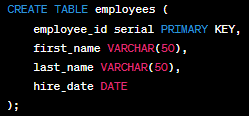 CREATE TABLE employees (
    employee_id serial PRIMARY KEY,
    first_name VARCHAR(50),
    last_name VARCHAR(50),
    hire_date DATE
);